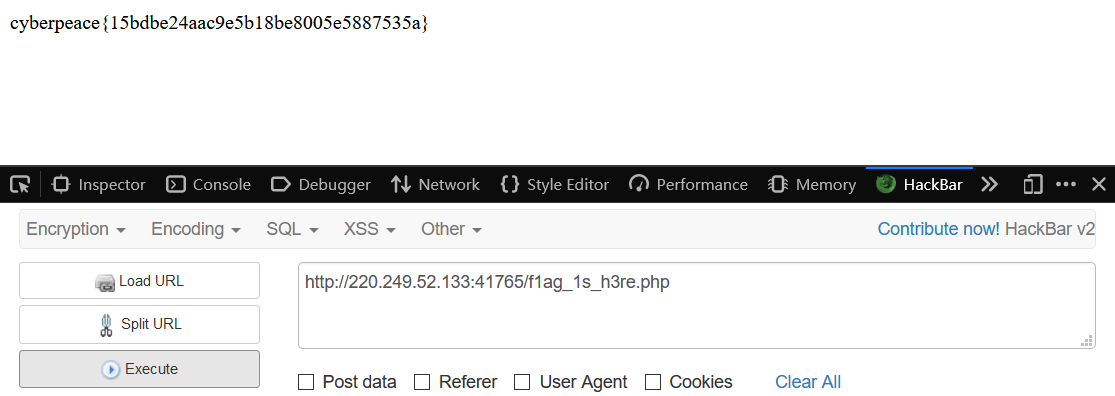 cyberpeace{15bdbe24aac9e5b18be8005e5887535a}
Inspector Console Debugger Network Style Editor Performance Memory HackBar
Encryption Encoding SQL XSS Other Contribute now! HackBar v2
Load URL
http://220.249.52.133:41765/f1ag_1s_h3re.php
Split URL
Execute
Post data Referer User Agent Cookies Clear All